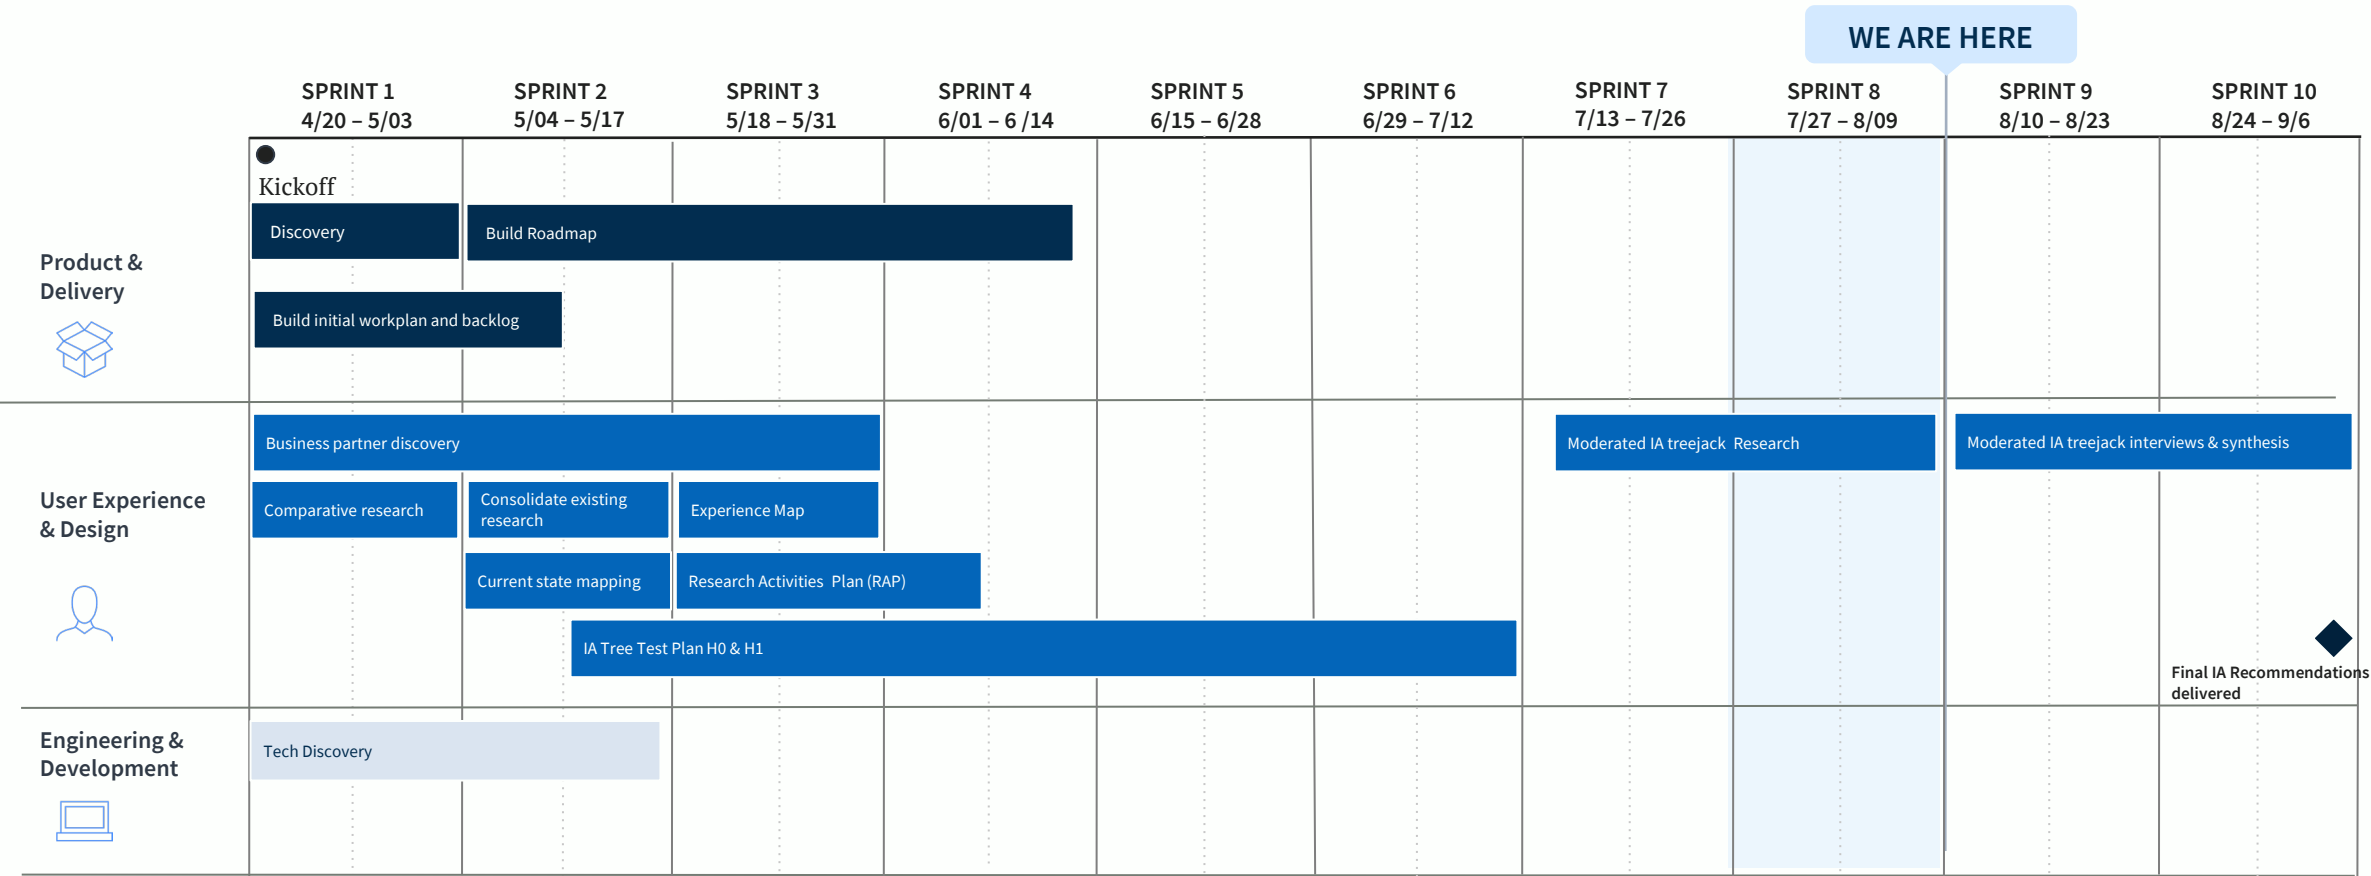 WE ARE HERE
SPRINT 1
4/20 – 5/03
SPRINT 2
5/04 – 5/17
SPRINT 3
5/18 – 5/31
SPRINT 4
6/01 – 6 /14
SPRINT 5
6/15 – 6/28
SPRINT 6
6/29 – 7/12
SPRINT 7
7/13 – 7/26
SPRINT 8
7/27 – 8/09
SPRINT 9
8/10 – 8/23
SPRINT 10
8/24 – 9/6
Kickoff
Product &
Delivery
Discovery
Build Roadmap
Build initial workplan and backlog
User Experience
& Design
Business partner discovery
Moderated IA treejack  Research
Moderated IA treejack interviews & synthesis
Comparative research
Consolidate existing
research
Experience Map
Current state mapping
Research Activities  Plan (RAP)
IA Tree Test Plan H0 & H1
Final IA Recommendations
delivered
Engineering &
Development
Tech Discovery